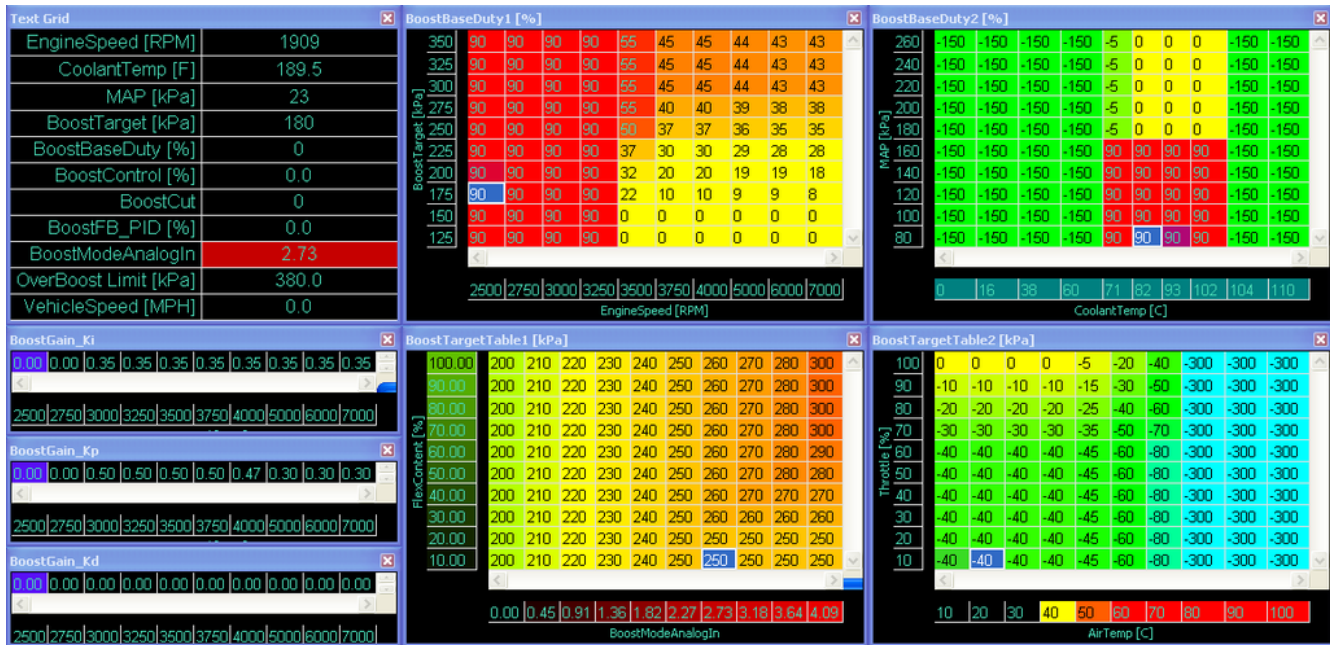 Text Grid
EngineSpeed [RPM] 1909
CoolantTemp [F] 189.5
MAP [kPa] 23
BoostTarget [kPa] 180
BoostBaseDuty [%] 0
BoostControl [%] 0.0
BoostCut 0
BoostFB_PID [%] 0.0
BoostModeAnalogIn 2.73
OverBoost Limit [kPa] 380.0
VehicleSpeed [MPH] 0.0
BoostBaseDuty1 [%]
BoostTarget [kPa]
350 90 90 90 90 55 45 45 44 43 43
325 90 90 90 90 55 45 45 44 43 43
300 90 90 90 90 55 45 45 44 43 43
275 90 90 90 90 55 40 40 39 38 38
250 90 90 90 90 50 37 37 36 35 35
225 90 90 90 90 37 30 30 29 28 28
200 90 90 90 90 32 20 20 19 19 18
175 90 90 90 90 22 10 10 9 9 8
150 90 90 90 90 0 0 0 0 0 0
125 90 90 90 90 0 0 0 0 0 0
2500 2750 3000 3250 3500 3750 4000 5000 6000 7000
EngineSpeed [RPM]
BoostBaseDuty2 [%]
MAP [kPa]
260 -150 -150 -150 -150 -5 0 0 0 -150 -150
240 -150 -150 -150 -150 -5 0 0 0 -150 -150
220 -150 -150 -150 -150 -5 0 0 0 -150 -150
200 -150 -150 -150 -150 -5 0 0 0 -150 -150
180 -150 -150 -150 -150 -5 0 0 0 -150 -150
160 -150 -150 -150 -150 90 90 90 90 -150 -150
140 -150 -150 -150 -150 90 90 90 90 -150 -150
120 -150 -150 -150 -150 90 90 90 90 -150 -150
100 -150 -150 -150 -150 90 90 90 90 -150 -150
80 -150 -150 -150 -150 90 90 90 90 -150 -150
0 16 38 60 71 82 93 102 104 110
CoolantTemp [C]
BoostGain_Ki
0.00 0.00 0.35 0.35 0.35 0.35 0.35 0.35 0.35 0.35
2500 2750 3000 3250 3500 3750 4000 5000 6000 7000
BoostGain_Kp
0.00 0.00 0.50 0.50 0.50 0.50 0.47 0.30 0.30 0.30
2500 2750 3000 3250 3500 3750 4000 5000 6000 7000
BoostGain_Kd
0.00 0.00 0.00 0.00 0.00 0.00 0.00 0.00 0.00 0.00
2500 2750 3000 3250 3500 3750 4000 5000 6000 7000
BoostTargetTable1 [kPa]
FlexContent [%]
100.00 200 210 220 230 240 250 260 270 280 300
90.00 200 210 220 230 240 250 260 270 280 300
80.00 200 210 220 230 240 250 260 270 280 300
70.00 200 210 220 230 240 250 260 270 280 300
60.00 200 210 220 230 240 250 260 270 280 290
50.00 200 210 220 230 240 250 260 270 280 280
40.00 200 210 220 230 240 250 260 270 270 270
30.00 200 210 220 230 240 250 260 260 260 260
20.00 200 210 220 230 240 250 250 250 250 250
10.00 200 210 220 230 240 250 250 250 250 250
0.00 0.45 0.91 1.36 1.82 2.27 2.73 3.18 3.64 4.09
BoostModeAnalogIn
BoostTargetTable2 [kPa]
Throttle [%]
100 0 0 0 0 -5 -20 -40 -300 -300 -300
90 -10 -10 -10 -10 -15 -30 -50 -300 -300 -300
80 -20 -20 -20 -20 -25 -40 -60 -300 -300 -300
70 -30 -30 -30 -30 -35 -50 -70 -300 -300 -300
60 -40 -40 -40 -40 -45 -60 -80 -300 -300 -300
50 -40 -40 -40 -40 -45 -60 -80 -300 -300 -300
40 -40 -40 -40 -40 -45 -60 -80 -300 -300 -300
30 -40 -40 -40 -40 -45 -60 -80 -300 -300 -300
20 -40 -40 -40 -40 -45 -60 -80 -300 -300 -300
10 -40 -40 -40 -40 -45 -60 -80 -300 -300 -300
10 20 30 40 50 60 70 80 90 100
AirTemp [C]